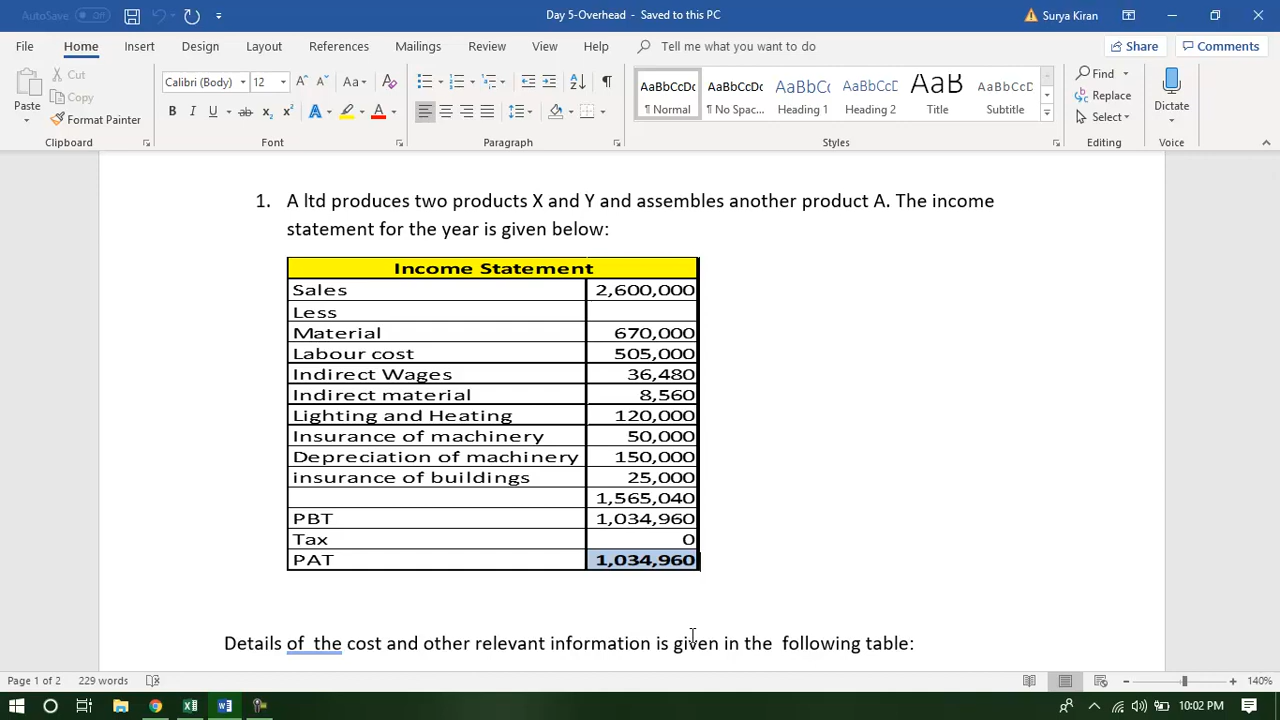 AutoSave Off
Day 5-Overhead - Saved to this PC
Surya Kiran
File Home Insert Design Layout References Mailings Review View Help Tell me what you want to do Share Comments
Paste
Cut
Copy
Format Painter
Clipboard
Calibri (Body) 12
Font
Paragraph
AaBbCcDc ¶ Normal
AaBbCcDc ¶ No Spac...
AaBbCc Heading 1
AaBbCcC Heading 2
AaB Title
AaBbCcD Subtitle
Styles
Find
Replace
Select
Editing
Dictate
Voice
1. A ltd produces two products X and Y and assembles another product A. The income
statement for the year is given below:
Income Statement
Sales 2,600,000
Less
Material 670,000
Labour cost 505,000
Indirect Wages 36,480
Indirect material 8,560
Lighting and Heating 120,000
Insurance of machinery 50,000
Depreciation of machinery 150,000
insurance of buildings 25,000
1,565,040
PBT 1,034,960
Tax 0
PAT 1,034,960
Details of the cost and other relevant information is given in the following table:
Page 1 of 2 229 words
140%
10:02 PM